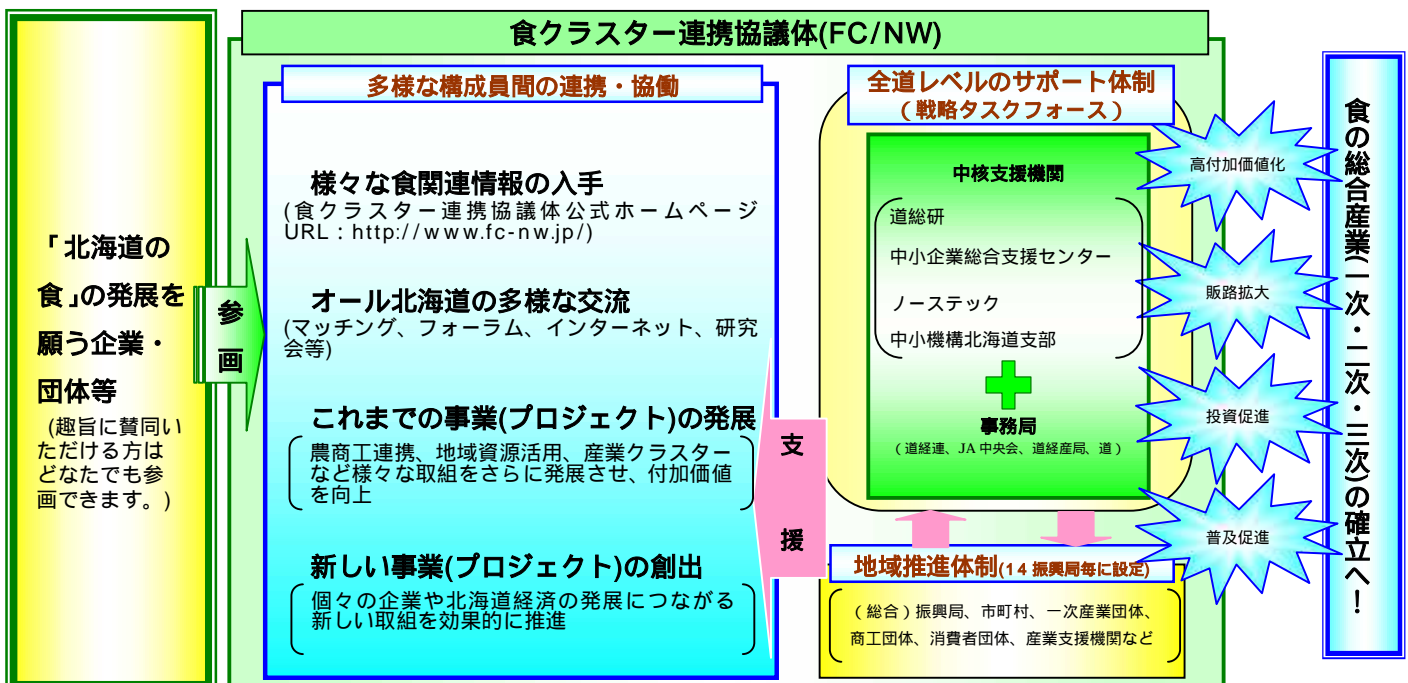 食クラスター連携協議体(FC/NW)
「北海道の
食」の発展を
願う企業・
団体等
(趣旨に賛同い
ただける方は
どなたでも参
画できます。)
参
画
多様な構成員間の連携・協働
様々な食関連情報の入手
(食クラスター連携協議体公式ホームページ
URL：http://www.fc-nw.jp/)
オール北海道の多様な交流
(マッチング、フォーラム、インターネット、研究
会等)
これまでの事業(プロジェクト)の発展
農商工連携、地域資源活用、産業クラスター
など様々な取組をさらに発展させ、付加価値
を向上
新しい事業(プロジェクト)の創出
個々の企業や北海道経済の発展につながる
新しい取組を効果的に推進
支
援
全道レベルのサポート体制
（戦略タスクフォース）
中核支援機関
道総研
中小企業総合支援センター
ノーステック
中小機構北海道支部
事務局
（道経連、JA中央会、道経産局、道）
地域推進体制(14振興局毎に設定)
（総合）振興局、市町村、一次産業団体、
商工団体、消費者団体、産業支援機関など
高付加価値化
販路拡大
投資促進
普及促進
食の総合産業(一次・二次・三次)の確立へ！